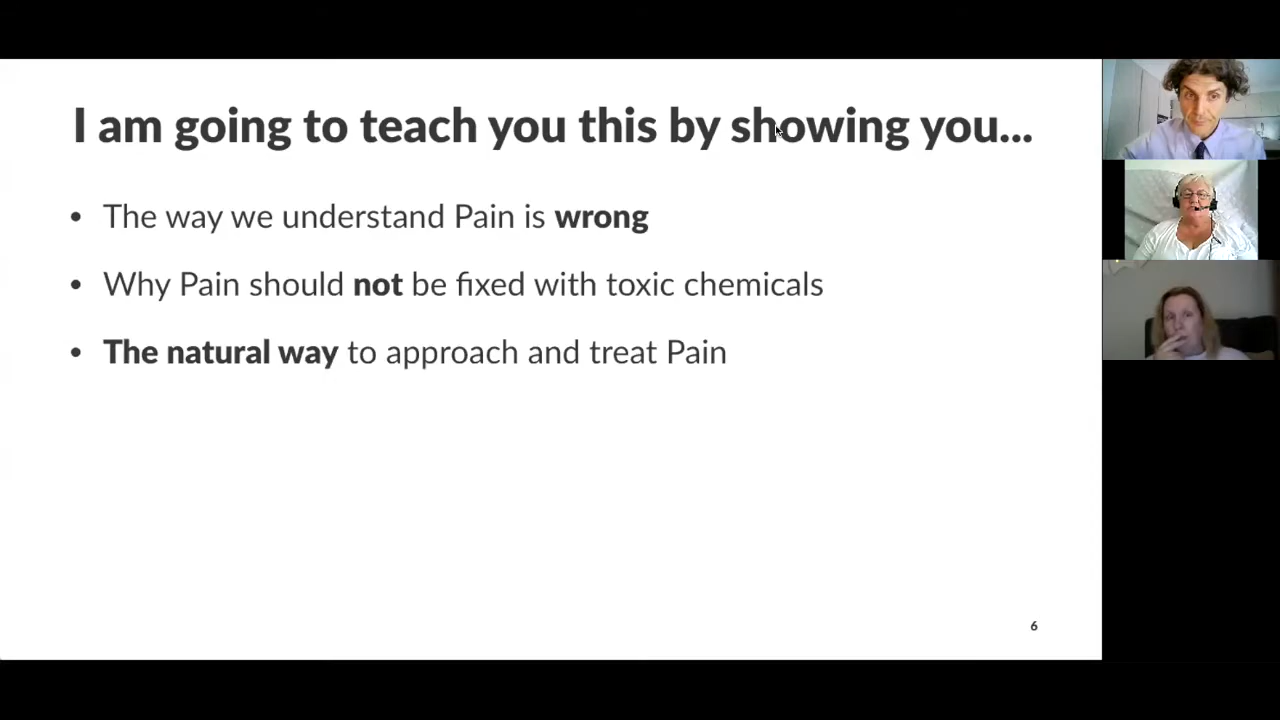 I am going to teach you this by showing you...
• The way we understand Pain is wrong
• Why Pain should not be fixed with toxic chemicals
• The natural way to approach and treat Pain
6